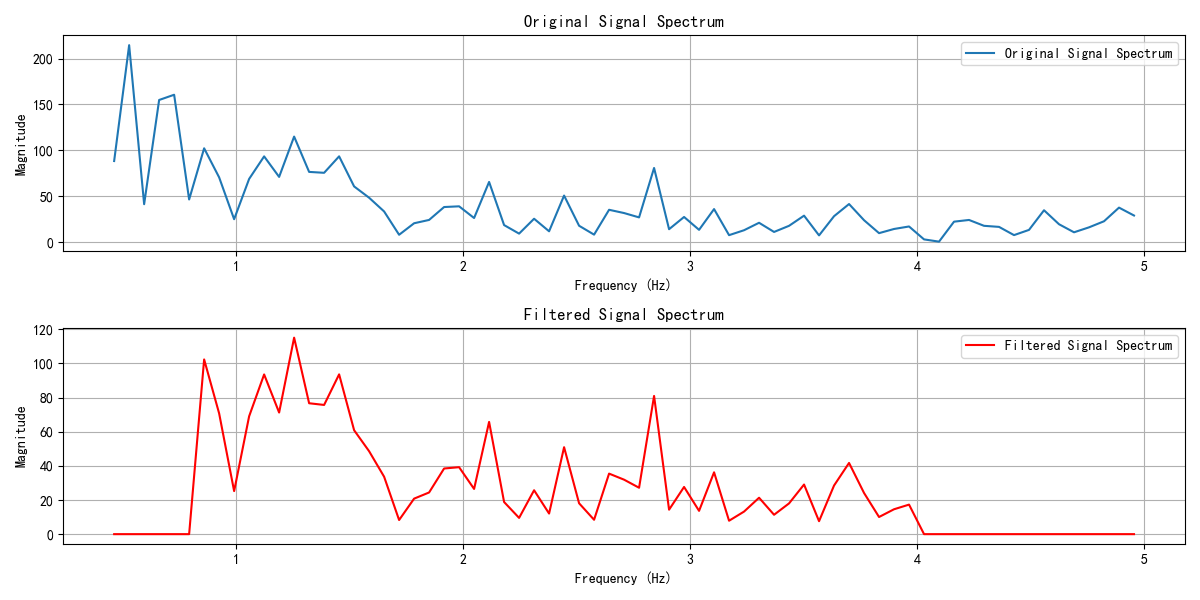 Original Signal Spectrum
Original Signal Spectrum
200
150
100
50
0
Magnitude
1 2 3 4 5
Frequency (Hz)
Filtered Signal Spectrum
Filtered Signal Spectrum
120
100
80
60
40
20
0
Magnitude
1 2 3 4 5
Frequency (Hz)